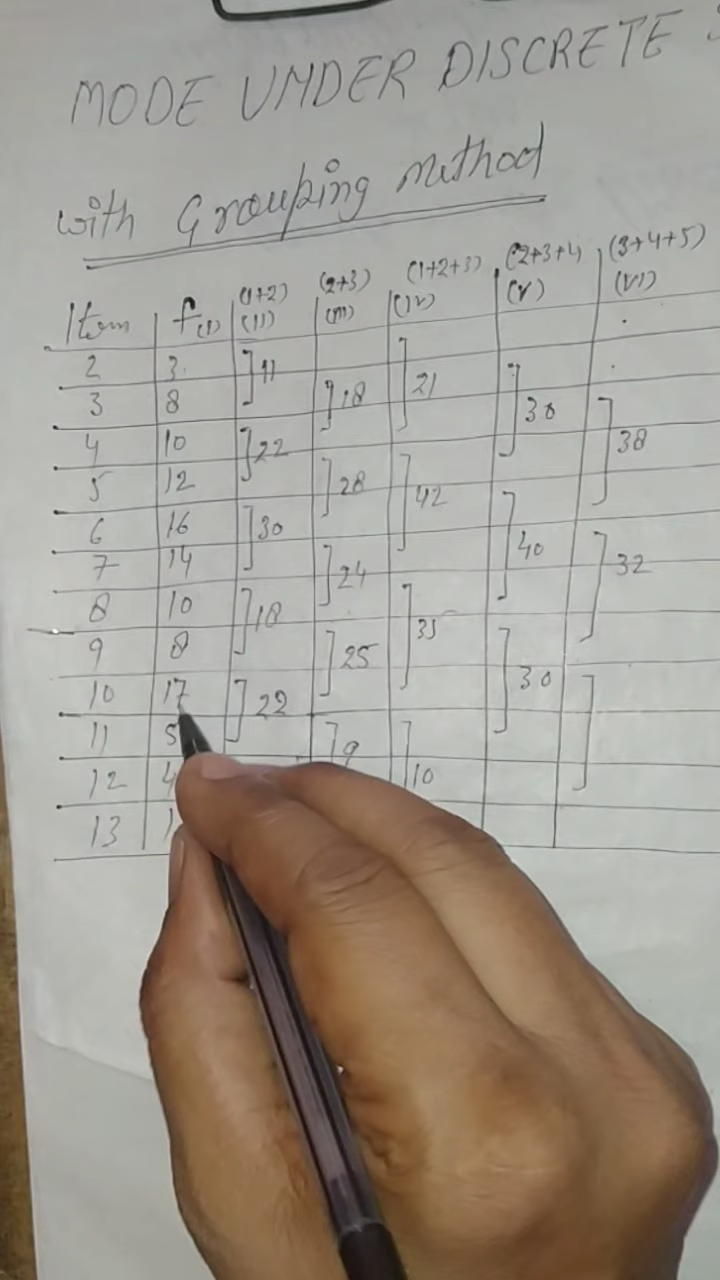 MODE UNDER DISCRETE
with Grouping Method
(1+2) (2+3) (1+2+3) (2+3+4 (3+4+5)
Item f(I) (II) (III) (IV) (V) (VI)
2 3 11
3 8 18 21
4 10 22 30 38
5 12 28
6 16 30 42
7 14 24 40 32
8 10 18
9 8 25 35
10 17 22 30
11 5 9
12 4 10
13 1